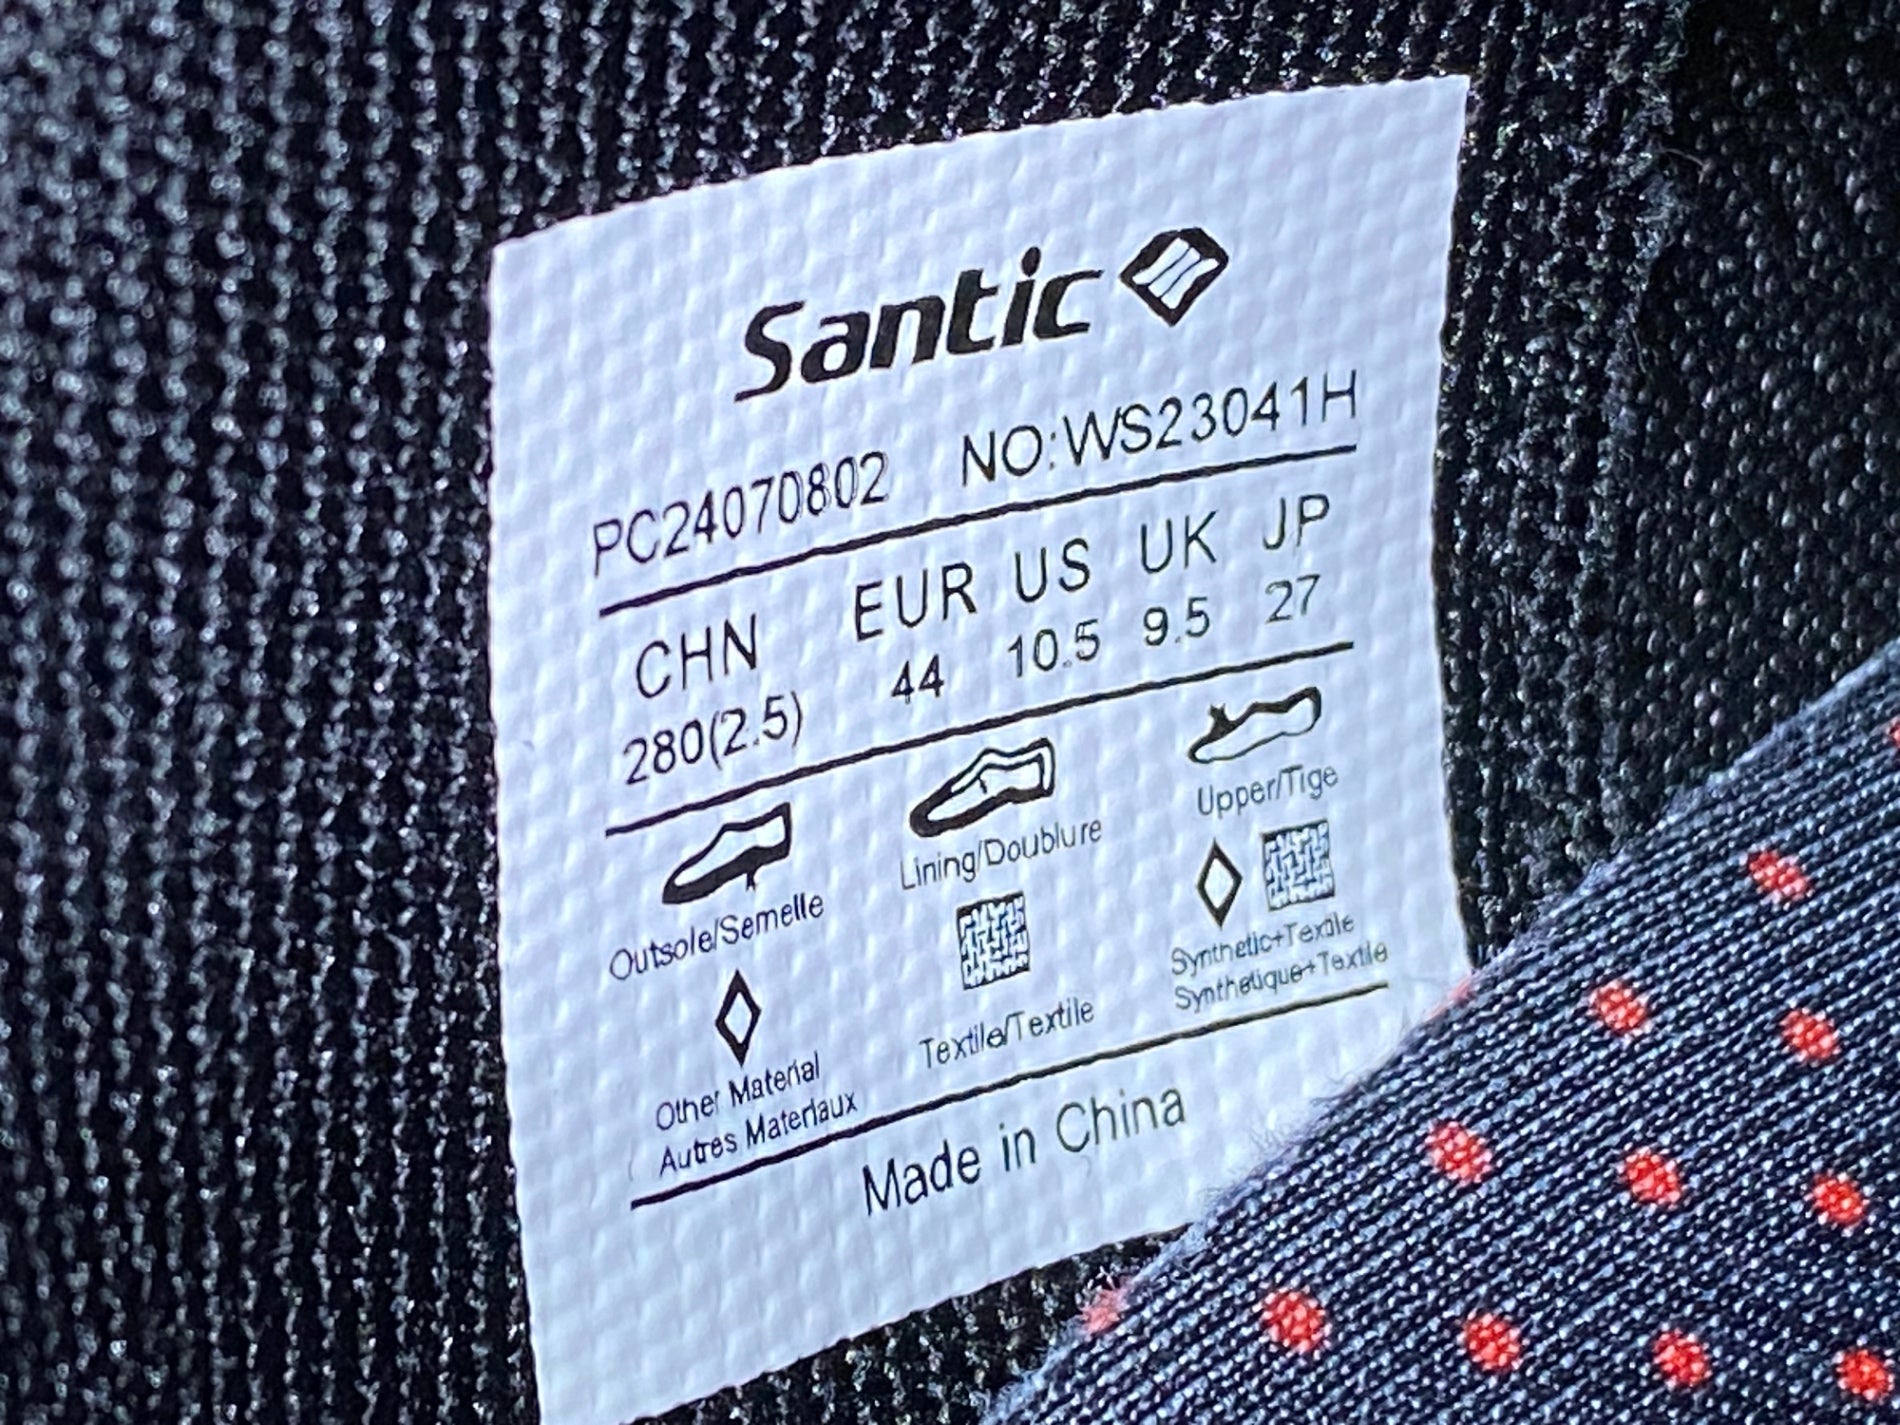 Santic
PC24070802 NO:WS23041H
CHN EUR US UK JP
280(2.5) 44 10.5 9.5 27
Outsole/Semelle Lining/Doublure Upper/Tige
Other Material Textile/Textile Synthetic+Textile
Autres Materiaux Synthetique+Textile
Made in China